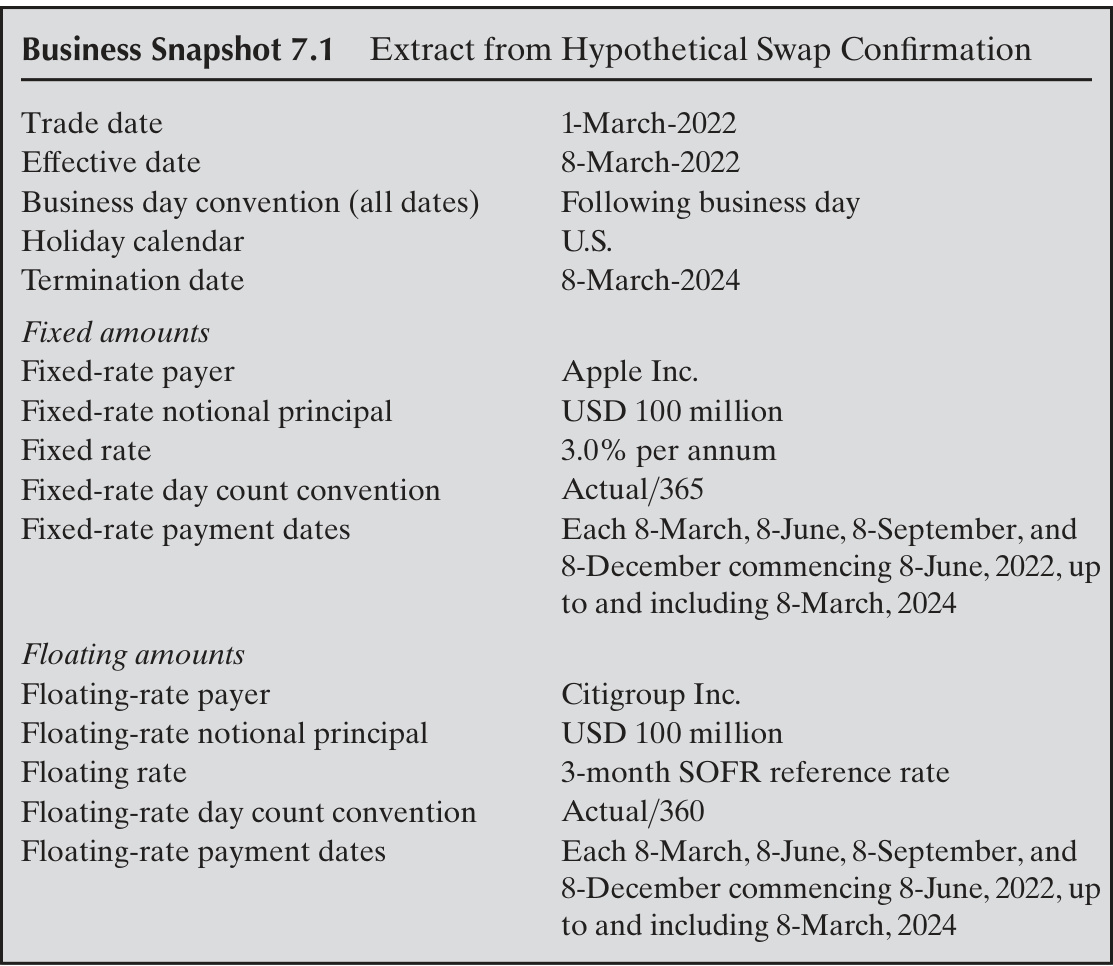 Business Snapshot 7.1 Extract from Hypothetical Swap Confirmation
Trade date 1-March-2022
Effective date 8-March-2022
Business day convention (all dates) Following business day
Holiday calendar U.S.
Termination date 8-March-2024
Fixed amounts
Fixed-rate payer Apple Inc.
Fixed-rate notional principal USD 100 million
Fixed rate 3.0% per annum
Fixed-rate day count convention Actual/365
Fixed-rate payment dates Each 8-March, 8-June, 8-September, and
8-December commencing 8-June, 2022, up
to and including 8-March, 2024
Floating amounts
Floating-rate payer Citigroup Inc.
Floating-rate notional principal USD 100 million
Floating rate 3-month SOFR reference rate
Floating-rate day count convention Actual/360
Floating-rate payment dates Each 8-March, 8-June, 8-September, and
8-December commencing 8-June, 2022, up
to and including 8-March, 2024